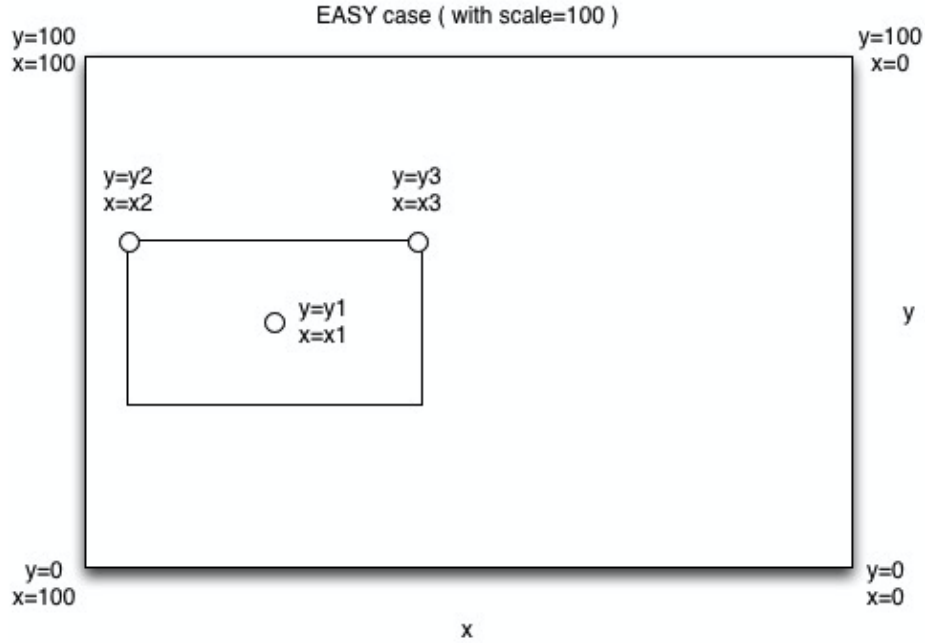 EASY case ( with scale=100 )
y=100
x=100
y=100
x=0
y=y2
x=x2
y=y3
x=x3
y=y1
x=x1
y
y=0
x=100
y=0
x=0
x